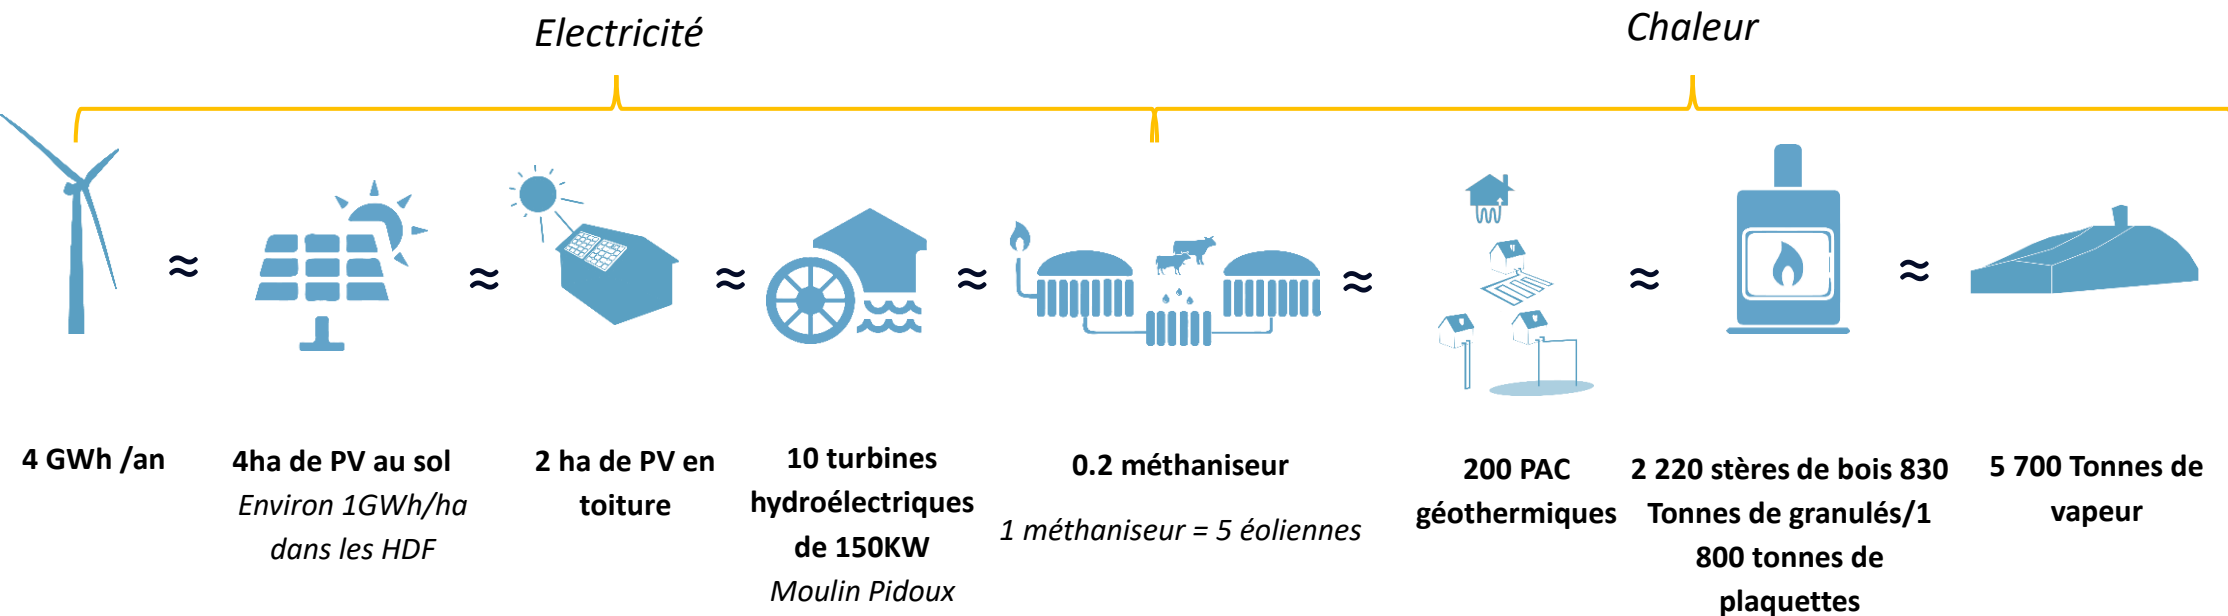 Electricité
Chaleur
≈
≈
≈
≈
≈
≈
≈
4 GWh /an
4ha de PV au sol
Environ 1GWh/ha
dans les HDF
2 ha de PV en
toiture
10 turbines
hydroélectriques
de 150KW
Moulin Pidoux
0.2 méthaniseur
1 méthaniseur = 5 éoliennes
200 PAC
géothermiques
2 220 stères de bois 830
Tonnes de granulés/1
800 tonnes de
plaquettes
5 700 Tonnes de
vapeur